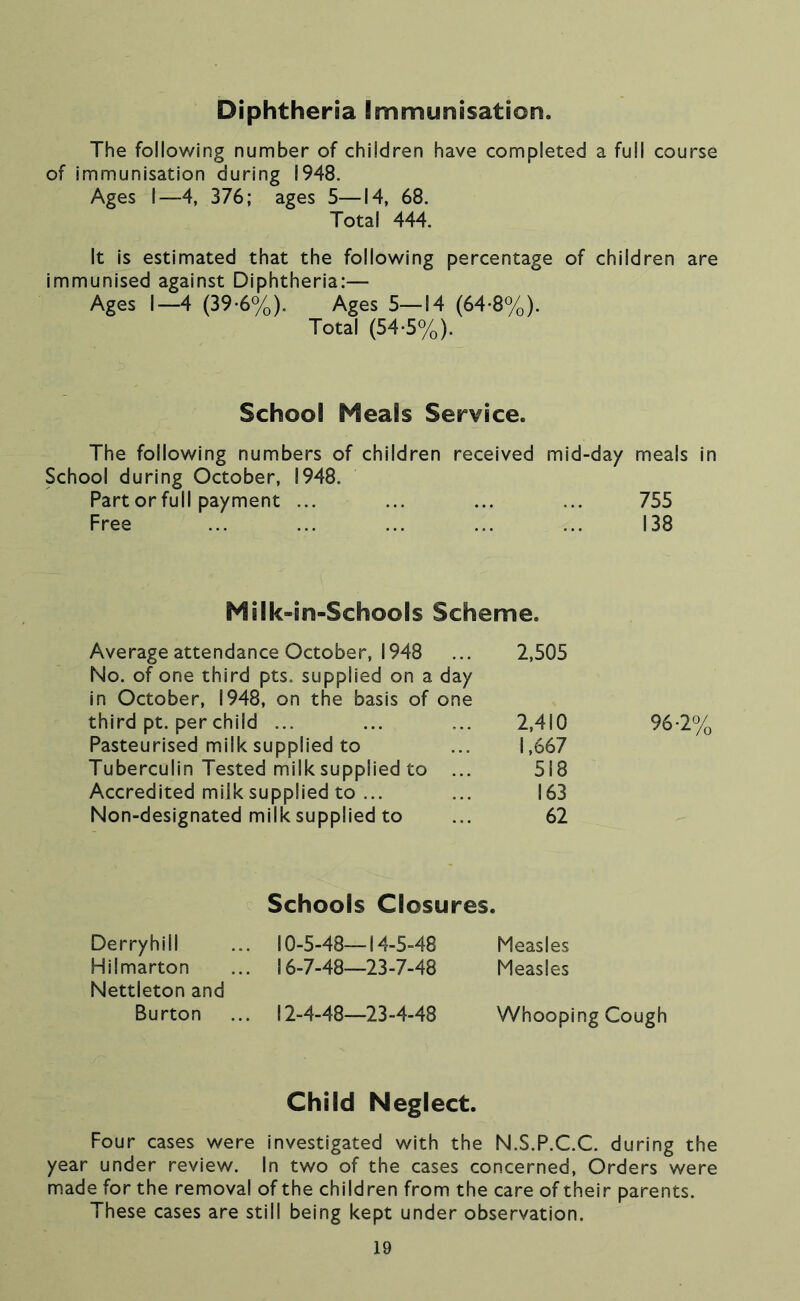 Diphtheria Immunisation.
The following number of children have completed a full course
of immunisation during 1948.
Ages 1—4, 376; ages 5—14, 68.
Total 444.
It is estimated that the following percentage of children are
immunised against Diphtheria:—
Ages 1—4 (39·6%). Ages 5—14 (64·8%).
Total (54·5%).
School Meals Service.
The following numbers of children received mid-day meals in
School during October, 1948.
Part or full payment ... ... ... ... 755
Free ... ... ... ... ... 138
Milk-in-Schools Scheme.
Average attendance October, 1948 ... 2,505
No. of one third pts. supplied on a day
in October, 1948, on the basis of one
third pt. per child ... ... ... 2,410 96·2%
Pasteurised milk supplied to ... 1,667
Tuberculin Tested milk supplied to ... 518
Accredited milk supplied to ... ... 163
Non-designated milk supplied to ... 62
Schools Closures.
Derryhill ... 10-5-48—14-5-48 Measles
Hilmarton ... 16-7-48—23-7-48 Measles
Nettleton and
Burton ... 12-4-48—23-4-48 Whooping Cough
Child Neglect.
Four cases were investigated with the N.S.P.C.C. during the
year under review. In two of the cases concerned, Orders were
made for the removal of the children from the care of their parents.
These cases are still being kept under observation.
19